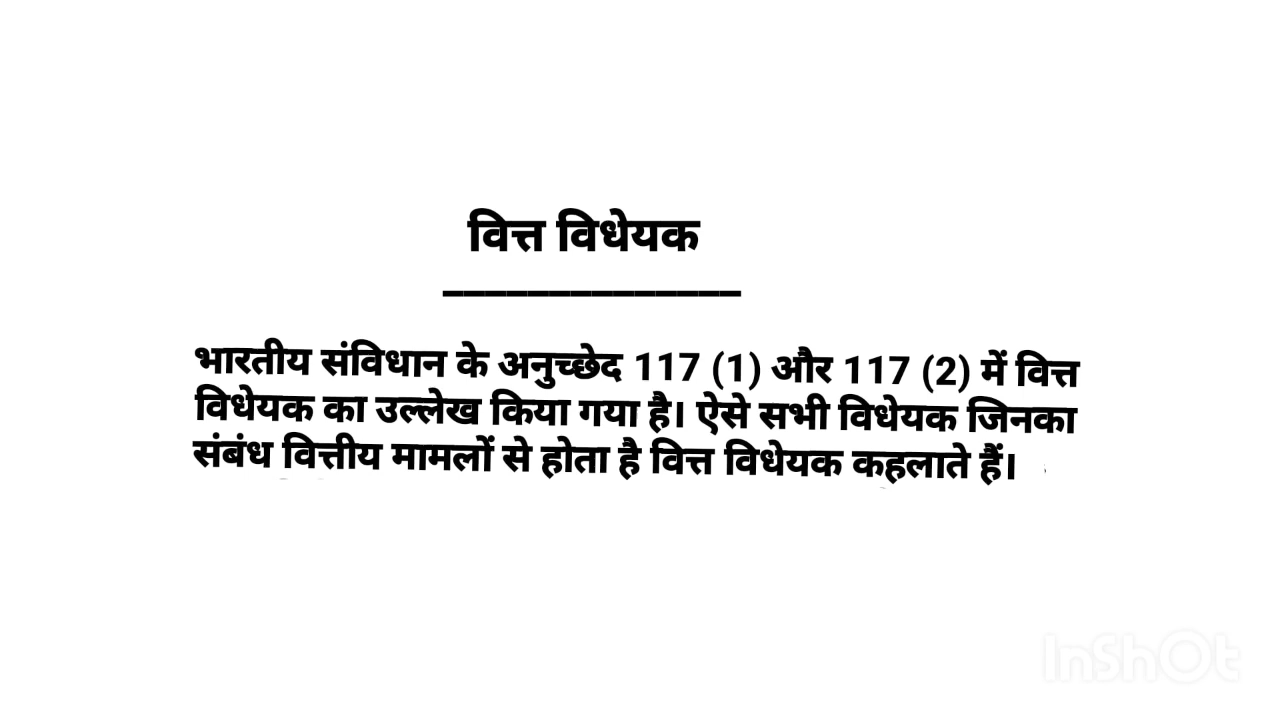 वित्त विधेयक
______________
भारतीय संविधान के अनुच्छेद 117 (1) और 117 (2) में वित्त
विधेयक का उल्लेख किया गया है। ऐसे सभी विधेयक जिनका
संबंध वित्तीय मामलों से होता है वित्त विधेयक कहलाते हैं।
InShOt